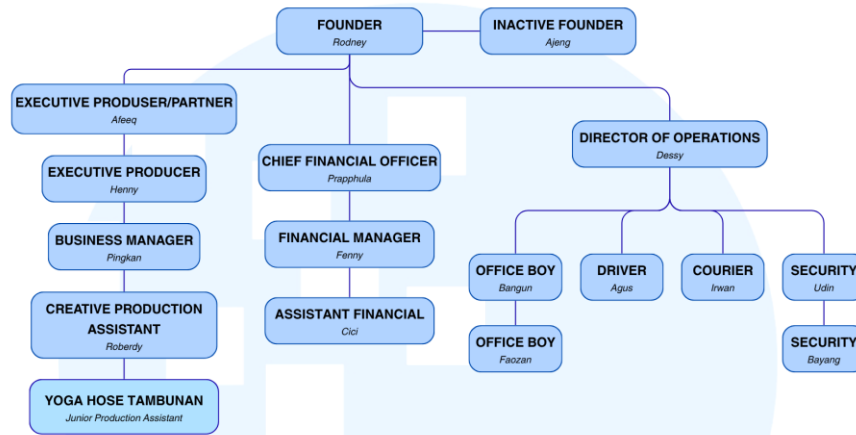 FOUNDER
Rodney
INACTIVE FOUNDER
Ajeng
EXECUTIVE PRODUSER/PARTNER
Afeeq
EXECUTIVE PRODUCER
Henny
BUSINESS MANAGER
Pingkan
CREATIVE PRODUCTION
ASSISTANT
Roberdy
YOGA HOSE TAMBUNAN
Junior Production Assistant
CHIEF FINANCIAL OFFICER
Prapphula
FINANCIAL MANAGER
Fenny
ASSISTANT FINANCIAL
Cici
DIRECTOR OF OPERATIONS
Dessy
OFFICE BOY
Bangun
OFFICE BOY
Faozan
DRIVER
Agus
COURIER
Irwan
SECURITY
Udin
SECURITY
Bayang